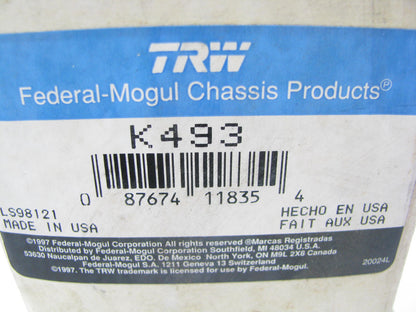 TRW
Federal-Mogul Chassis Products®
K493
0 87674 11835 4
LS98121
MADE IN USA
HECHO EN USA
FAIT AUX USA
©1997 Federal-Mogul Corporation All rights reserved ®Marcas Registradas
Distributed by Federal-Mogul Corporation Southfield, MI 48034 U.S.A.
53630 Naucalpan de Juarez, EDO. De Mexico North York, ON M9L 2X8 Canada
Federal-Mogul S.A. 1211 Geneva 13 Switzerland
©1997. The TRW trademark is licensed for use by Federal-Mogul.
20024L